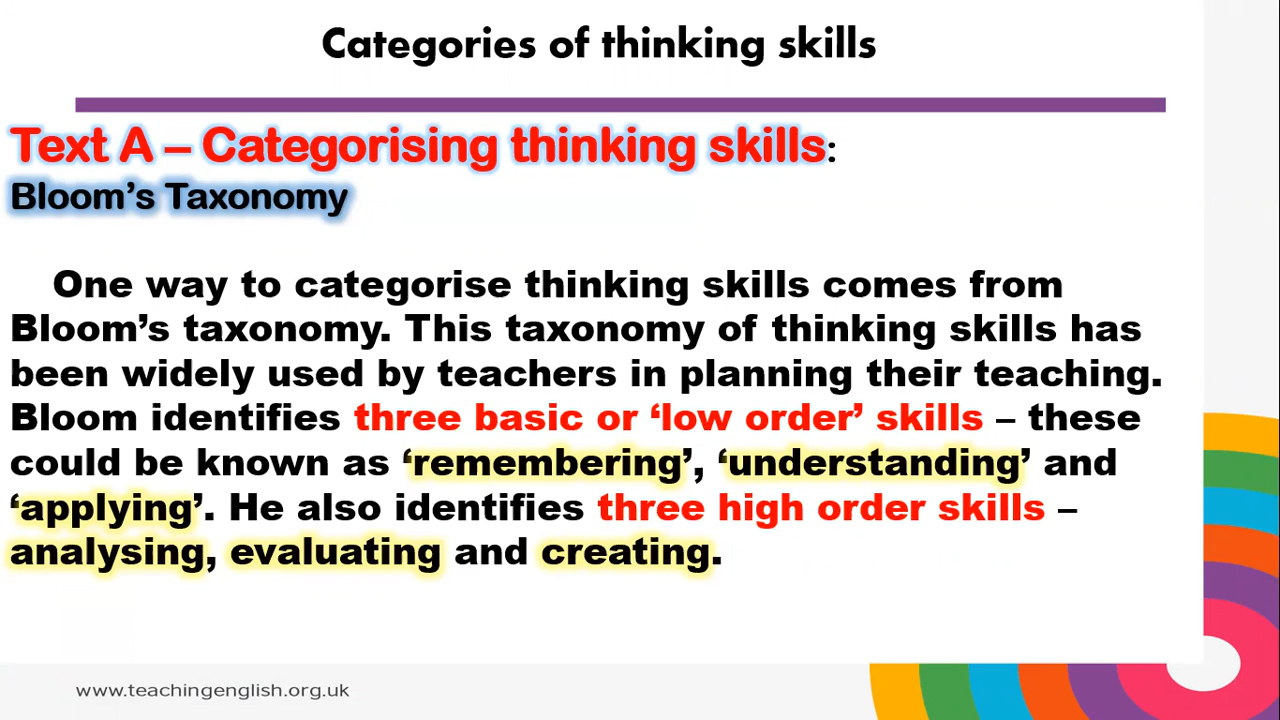 Categories of thinking skills
Text A – Categorising thinking skills:
Bloom’s Taxonomy
One way to categorise thinking skills comes from
Bloom’s taxonomy. This taxonomy of thinking skills has
been widely used by teachers in planning their teaching.
Bloom identifies three basic or ‘low order’ skills – these
could be known as ‘remembering’, ‘understanding’ and
‘applying’. He also identifies three high order skills –
analysing, evaluating and creating.
www.teachingenglish.org.uk